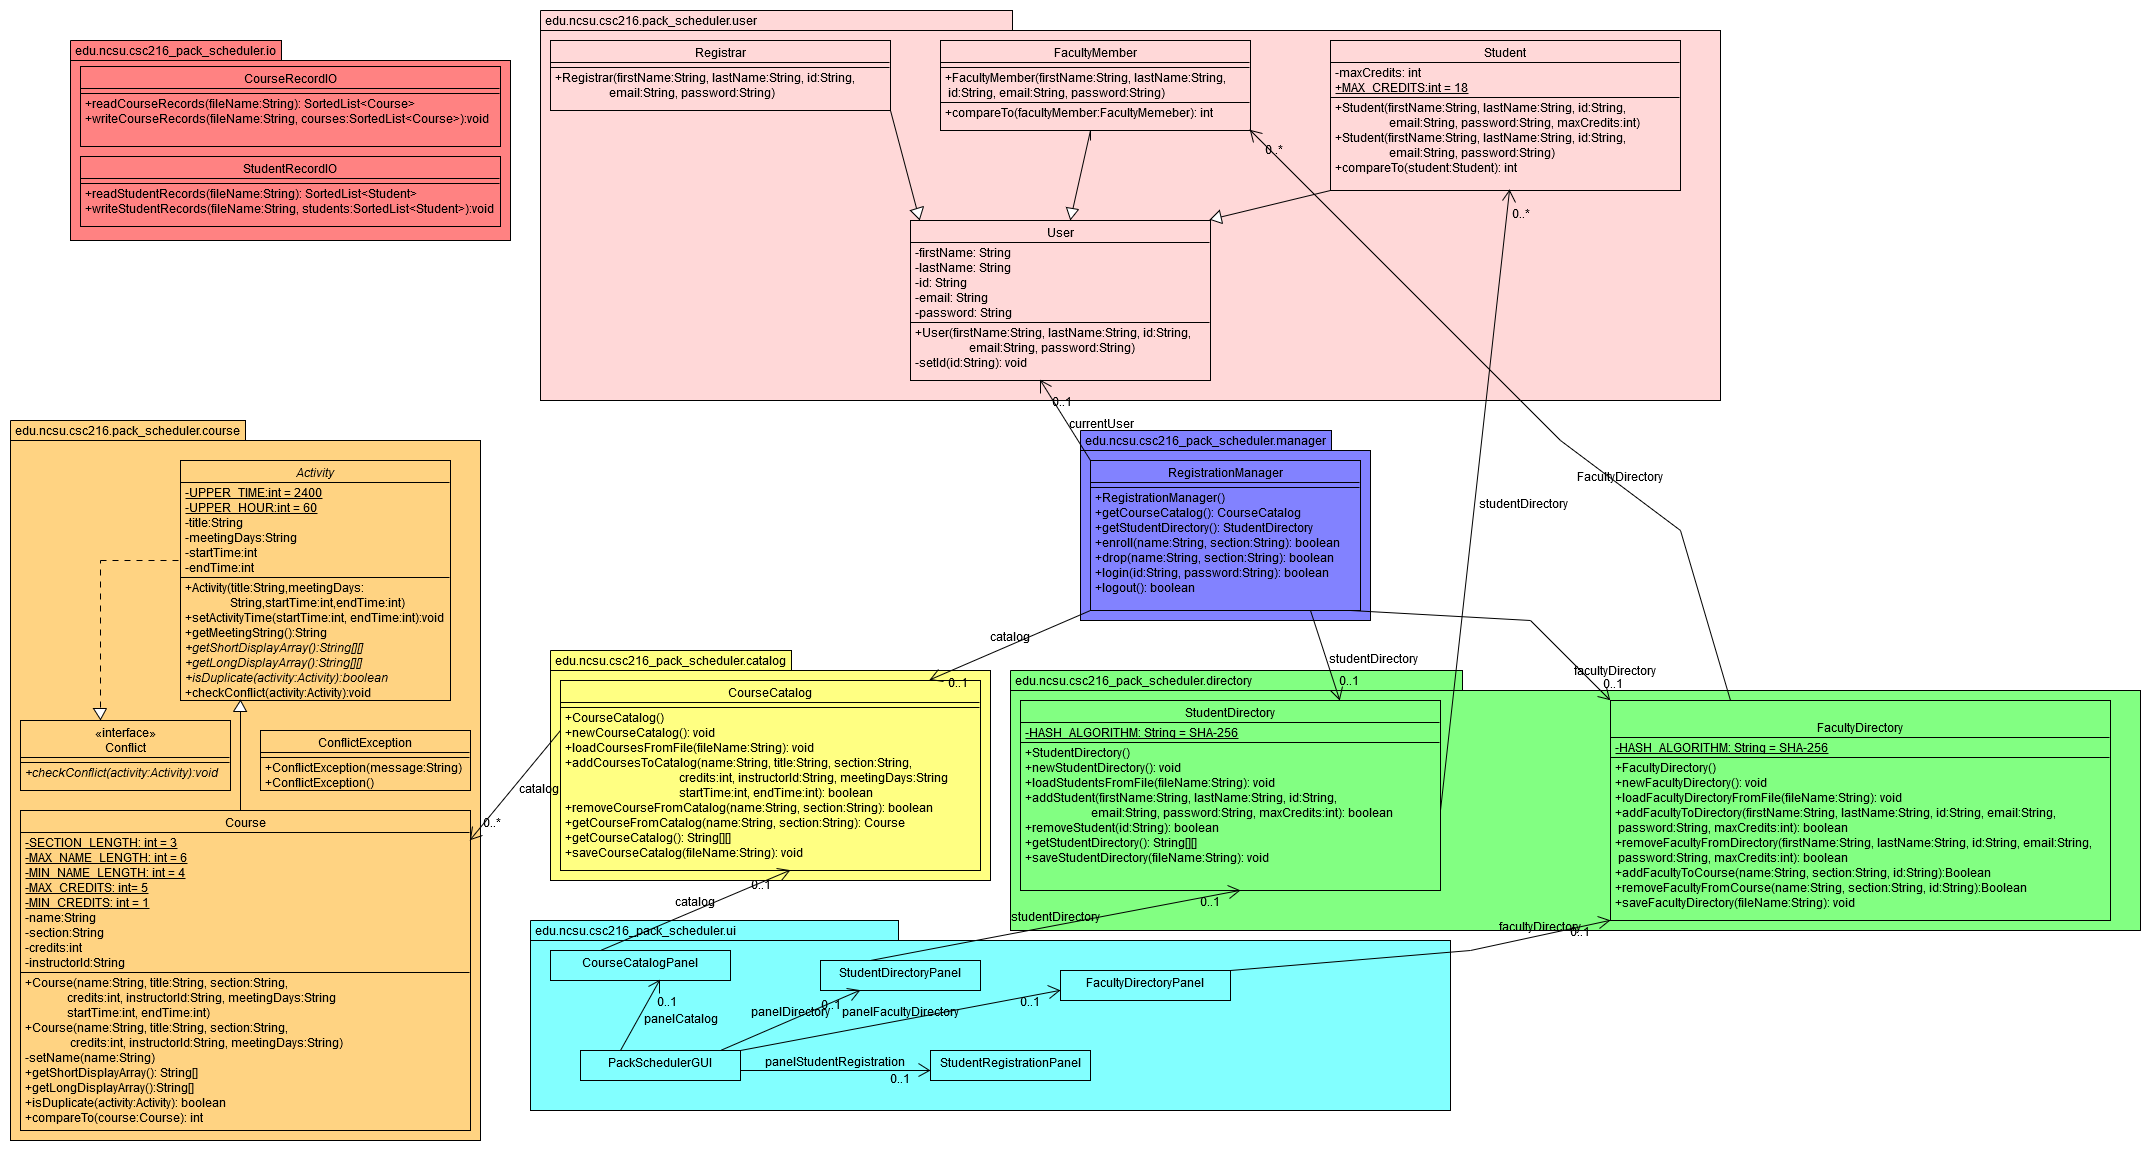 edu.ncsu.csc216_pack_scheduler.io
CourseRecordIO
+readCourseRecords(fileName:String): SortedList<Course>
+writeCourseRecords(fileName:String, courses:SortedList<Course>):void
StudentRecordIO
+readStudentRecords(fileName:String): SortedList<Student>
+writeStudentRecords(fileName:String, students:SortedList<Student>):void
edu.ncsu.csc216.pack_scheduler.user
Registrar
+Registrar(firstName:String, lastName:String, id:String,
email:String, password:String)
FacultyMember
+FacultyMember(firstName:String, lastName:String,
id:String, email:String, password:String)
+compareTo(facultyMember:FacultyMemeber): int
Student
-maxCredits: int
+MAX_CREDITS:int = 18
+Student(firstName:String, lastName:String, id:String,
email:String, password:String, maxCredits:int)
+Student(firstName:String, lastName:String, id:String,
email:String, password:String)
+compareTo(student:Student): int
0..*
0..*
User
-firstName: String
-lastName: String
-id: String
-email: String
-password: String
+User(firstName:String, lastName:String, id:String,
email:String, password:String)
-setId(id:String): void
0..1
currentUser
edu.ncsu.csc216_pack_scheduler.manager
RegistrationManager
+RegistrationManager()
+getCourseCatalog(): CourseCatalog
+getStudentDirectory(): StudentDirectory
+enroll(name:String, section:String): boolean
+drop(name:String, section:String): boolean
+login(id:String, password:String): boolean
+logout(): boolean
studentDirectory
FacultyDirectory
catalog
0..1
studentDirectory
0..1
facultyDirectory
0..1
edu.ncsu.csc216.pack_scheduler.course
Activity
-UPPER_TIME:int = 2400
-UPPER_HOUR:int = 60
-title:String
-meetingDays:String
-startTime:int
-endTime:int
+Activity(title:String,meetingDays:
String,startTime:int,endTime:int)
+setActivityTime(startTime:int, endTime:int):void
+getMeetingString():String
+getShortDisplayArray():String[][]
+getLongDisplayArray():String[][]
+isDuplicate(activity:Activity):boolean
+checkConflict(activity:Activity):void
«interface»
Conflict
+checkConflict(activity:Activity):void
ConflictException
+ConflictException(message:String)
+ConflictException()
Course
-SECTION_LENGTH: int = 3
-MAX_NAME_LENGTH: int = 6
-MIN_NAME_LENGTH: int = 4
-MAX_CREDITS: int= 5
-MIN_CREDITS: int = 1
-name:String
-section:String
-credits:int
-instructorId:String
+Course(name:String, title:String, section:String,
credits:int, instructorId:String, meetingDays:String
startTime:int, endTime:int)
+Course(name:String, title:String, section:String,
credits:int, instructorId:String, meetingDays:String)
-setName(name:String)
+getShortDisplayArray(): String[]
+getLongDisplayArray():String[]
+isDuplicate(activity:Activity): boolean
+compareTo(course:Course): int
catalog
0..*
edu.ncsu.csc216_pack_scheduler.catalog
CourseCatalog
+CourseCatalog()
+newCourseCatalog(): void
+loadCoursesFromFile(fileName:String): void
+addCoursesToCatalog(name:String, title:String, section:String,
credits:int, instructorId:String, meetingDays:String
startTime:int, endTime:int): boolean
+removeCourseFromCatalog(name:String, section:String): boolean
+getCourseFromCatalog(name:String, section:String): Course
+getCourseCatalog(): String[][]
+saveCourseCatalog(fileName:String): void
edu.ncsu.csc216_pack_scheduler.directory
StudentDirectory
-HASH_ALGORITHM: String = SHA-256
+StudentDirectory()
+newStudentDirectory(): void
+loadStudentsFromFile(fileName:String): void
+addStudent(firstName:String, lastName:String, id:String,
email:String, password:String, maxCredits:int): boolean
+removeStudent(id:String): boolean
+getStudentDirectory(): String[][]
+saveStudentDirectory(fileName:String): void
FacultyDirectory
-HASH_ALGORITHM: String = SHA-256
+FacultyDirectory()
+newFacultyDirectory(): void
+loadFacultyDirectoryFromFile(fileName:String): void
+addFacultyToDirectory(firstName:String, lastName:String, id:String, email:String,
password:String, maxCredits:int): boolean
+removeFacultyFromDirectory(firstName:String, lastName:String, id:String, email:String,
password:String, maxCredits:int): boolean
+addFacultyToCourse(name:String, section:String, id:String):Boolean
+removeFacultyFromCourse(name:String, section:String, id:String):Boolean
+saveFacultyDirectory(fileName:String): void
0..1
catalog
0..1
studentDirectory
facultyDirectory
0..1
edu.ncsu.csc216_pack_scheduler.ui
CourseCatalogPanel
StudentDirectoryPanel
FacultyDirectoryPanel
0..1
panelCatalog
0..1
panelDirectory
0..1
panelFacultyDirectory
PackSchedulerGUI
panelStudentRegistration
0..1
StudentRegistrationPanel